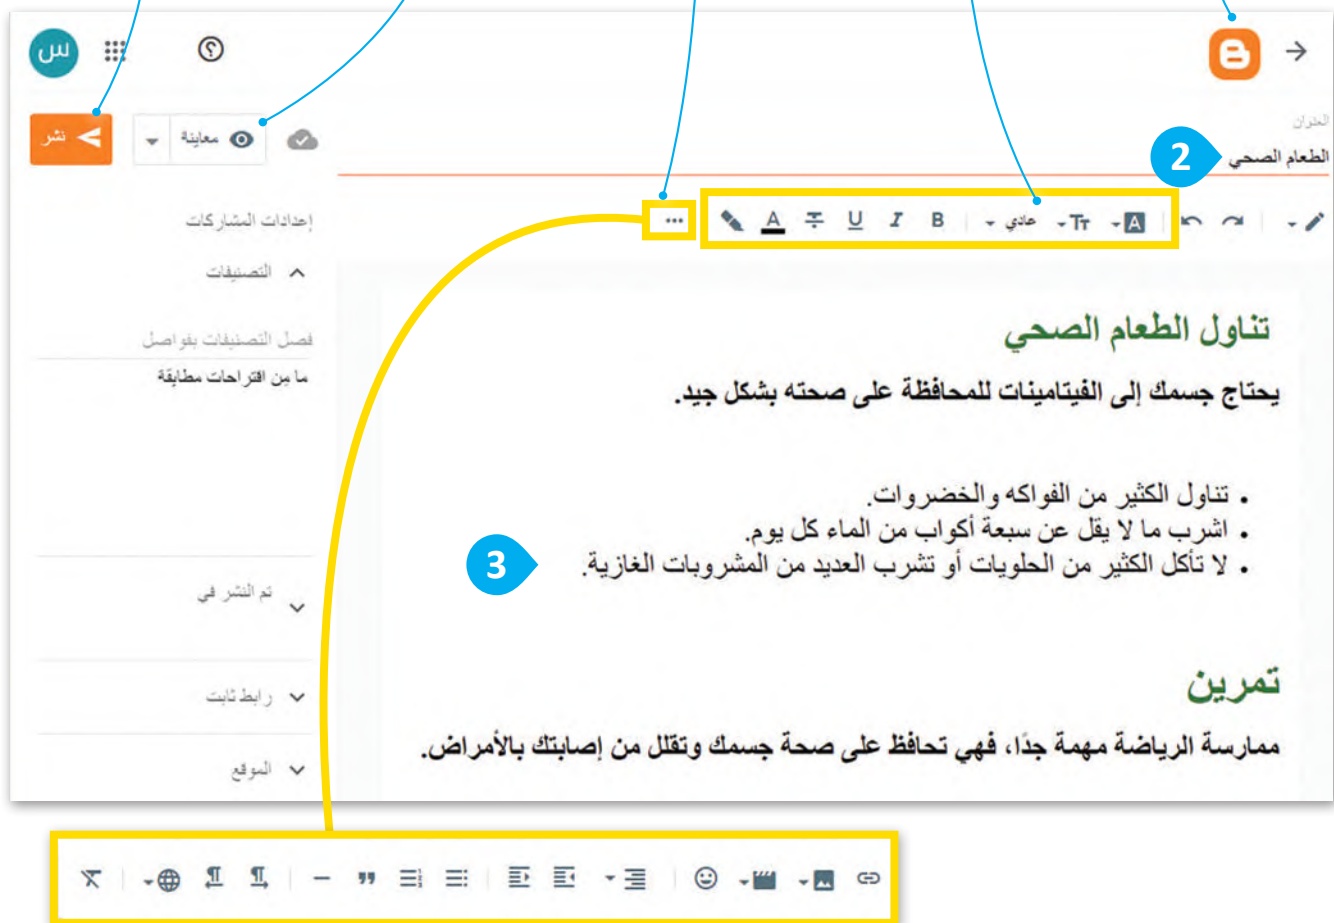 س
العنوان
الطعام الصحي
2
نشر
معاينة
عادي
B I U T A
إعدادات المشاركات
التصنيفات
فصل التصنيفات بفواصل
ما مِن اقتراحات مطابقة
تم النشر في
رابط ثابت
الموقع
تناول الطعام الصحي
يحتاج جسمك إلى الفيتامينات للمحافظة على صحته بشكل جيد.
• تناول الكثير من الفواكه والخضروات.
• اشرب ما لا يقل عن سبعة أكواب من الماء كل يوم.
• لا تأكل الكثير من الحلويات أو تشرب العديد من المشروبات الغازية.
3
تمرين
ممارسة الرياضة مهمة جدًا، فهي تحافظ على صحة جسمك وتقلل من إصابتك بالأمراض.